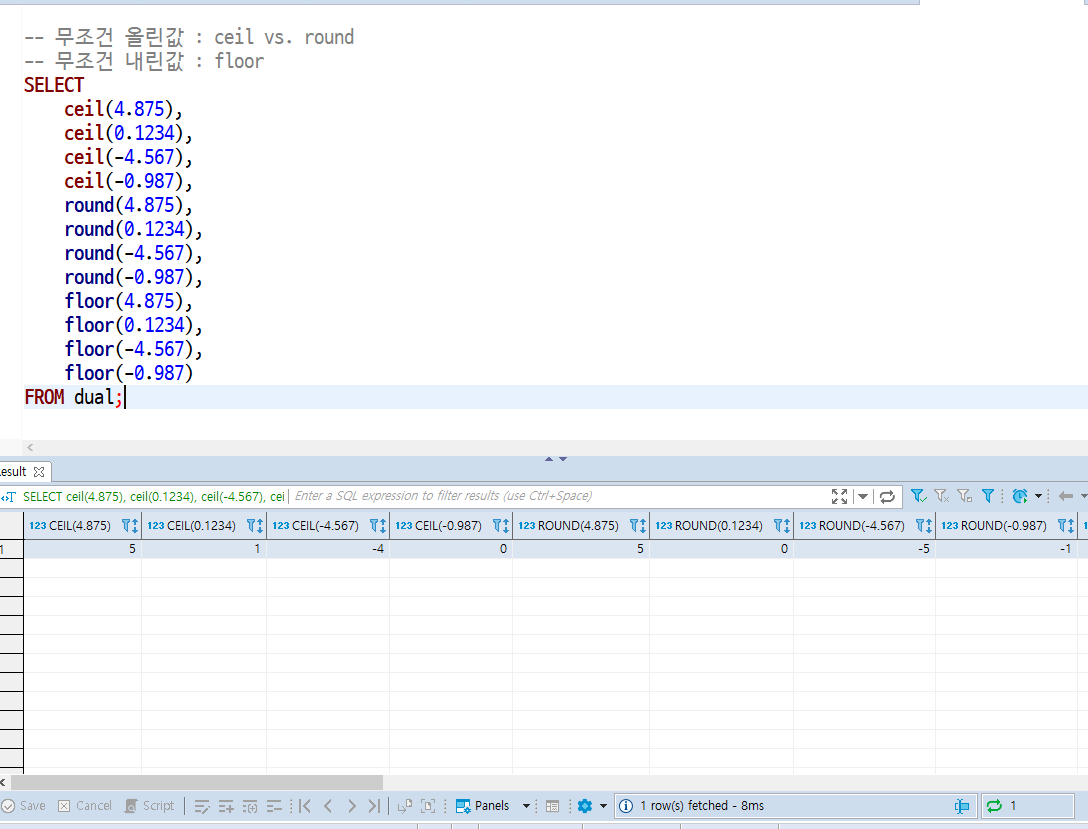 -- 무조건 올린값 : ceil vs. round
-- 무조건 내린값 : floor
SELECT
ceil(4.875),
ceil(0.1234),
ceil(-4.567),
ceil(-0.987),
round(4.875),
round(0.1234),
round(-4.567),
round(-0.987),
floor(4.875),
floor(0.1234),
floor(-4.567),
floor(-0.987)
FROM dual;
esult
SELECT ceil(4.875), ceil(0.1234), ceil(-4.567), cei Enter a SQL expression to filter results (use Ctrl+Space)
123 CEIL(4.875) 123 CEIL(0.1234) 123 CEIL(-4.567) 123 CEIL(-0.987) 123 ROUND(4.875) 123 ROUND(0.1234) 123 ROUND(-4.567) 123 ROUND(-0.987)
1 5 1 -4 0 5 0 -5 -1
Save Cancel Script Panels 1 row(s) fetched - 8ms 1